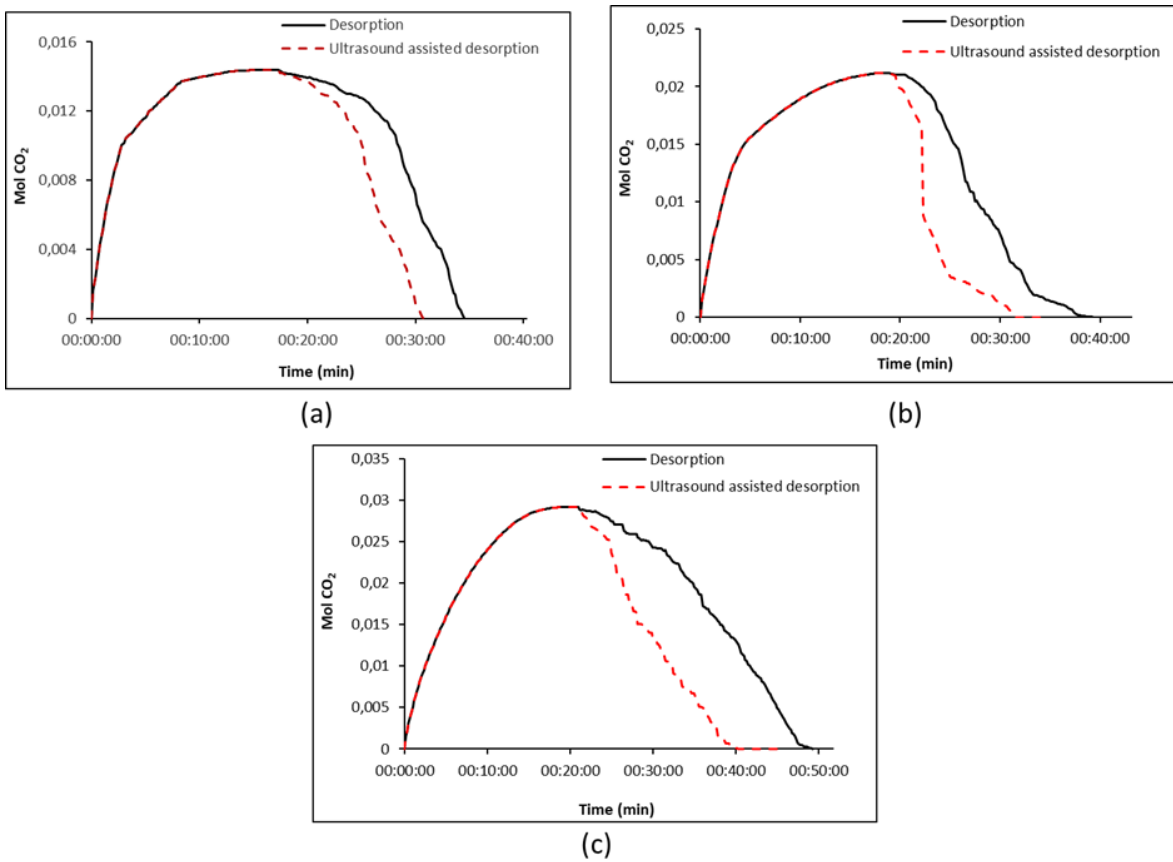 Desorption
Ultrasound assisted desorption
0,016
0,012
0,008
0,004
0
Mol CO₂
00:00:00 00:10:00 00:20:00 00:30:00 00:40:00
Time (min)
(a)
Desorption
Ultrasound assisted desorption
0,025
0,02
0,015
0,01
0,005
0
Mol CO₂
00:00:00 00:10:00 00:20:00 00:30:00 00:40:00
Time (min)
(b)
Desorption
Ultrasound assisted desorption
0,035
0,03
0,025
0,02
0,015
0,01
0,005
0
Mol CO₂
00:00:00 00:10:00 00:20:00 00:30:00 00:40:00 00:50:00
Time (min)
(c)